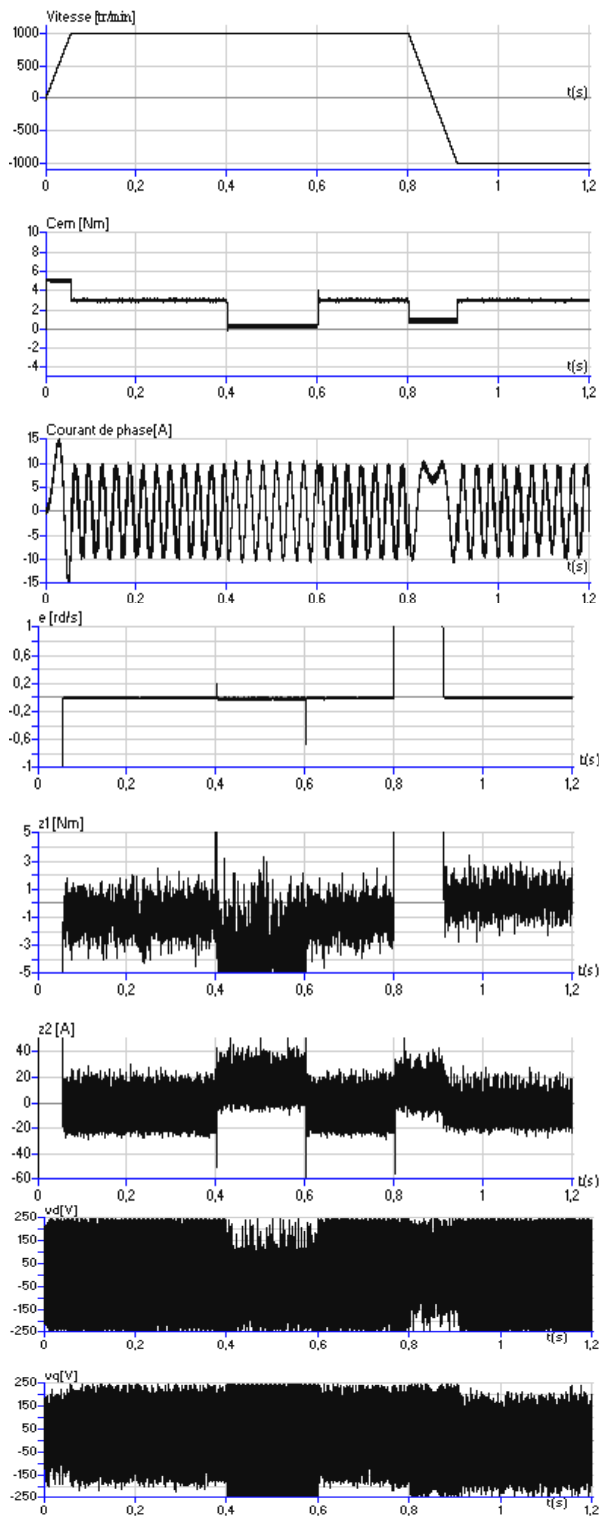 Vitesse [tr/min]
1000
500
0
-500
-1000
t(s)
0 0,2 0,4 0,6 0,8 1 1,2
Cem [Nm]
10
8
6
4
2
0
-2
-4
t(s)
0 0,2 0,4 0,6 0,8 1 1,2
Courant de phase[A]
15
10
5
0
-5
-10
-15
t(s)
0 0,2 0,4 0,6 0,8 1 1,2
e [rd/s]
1
0,6
0,2
-0,2
-0,6
-1
t(s)
0 0,2 0,4 0,6 0,8 1 1,2
z1 [Nm]
5
3
1
-1
-3
-5
t(s)
0 0,2 0,4 0,6 0,8 1 1,2
z2 [A]
40
20
0
-20
-40
-60
t(s)
0 0,2 0,4 0,6 0,8 1 1,2
vd[V]
250
150
50
-50
-150
-250
t(s)
0 0,2 0,4 0,6 0,8 1 1,2
vq[V]
250
150
50
-50
-150
-250
t(s)
0 0,2 0,4 0,6 0,8 1 1,2